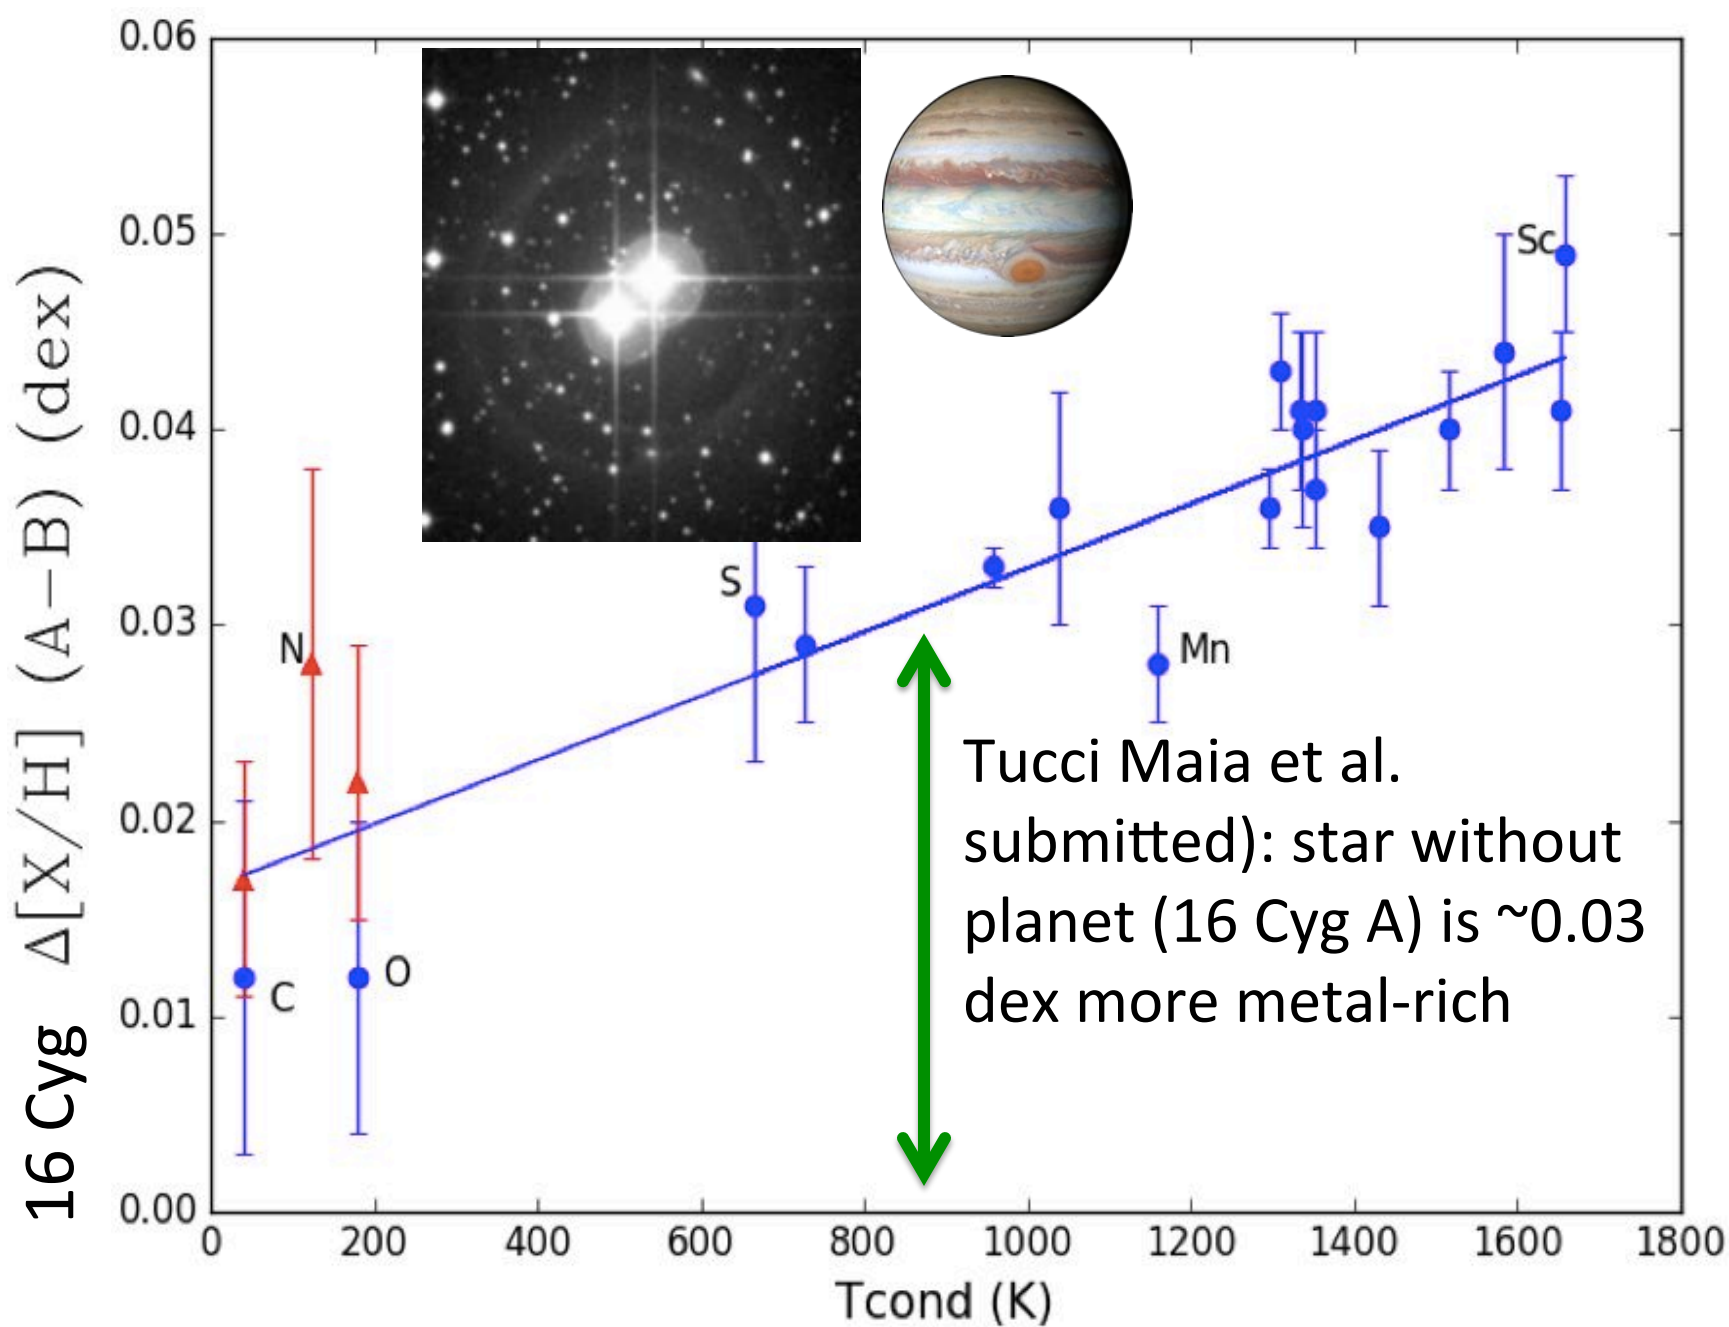 0.06
0.05
0.04
0.03
0.02
0.01
0.00
16 Cyg Δ[X/H] (A−B) (dex)
Sc
S
N
Mn
C
O
Tucci Maia et al.
submitted): star without
planet (16 Cyg A) is ~0.03
dex more metal-rich
0 200 400 600 800 1000 1200 1400 1600 1800
Tcond (K)